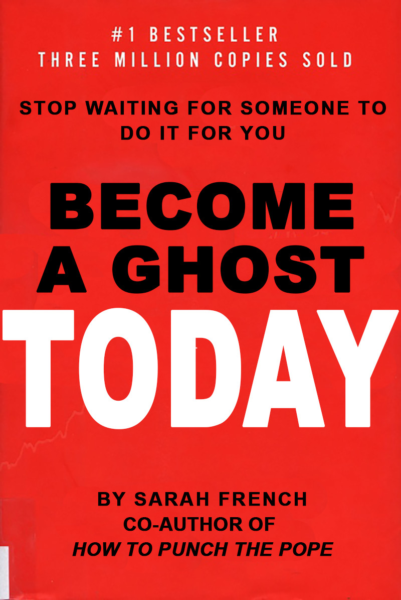 #1 BESTSELLER
THREE MILLION COPIES SOLD
STOP WAITING FOR SOMEONE TO
DO IT FOR YOU
BECOME
A GHOST
TODAY
BY SARAH FRENCH
CO-AUTHOR OF
HOW TO PUNCH THE POPE